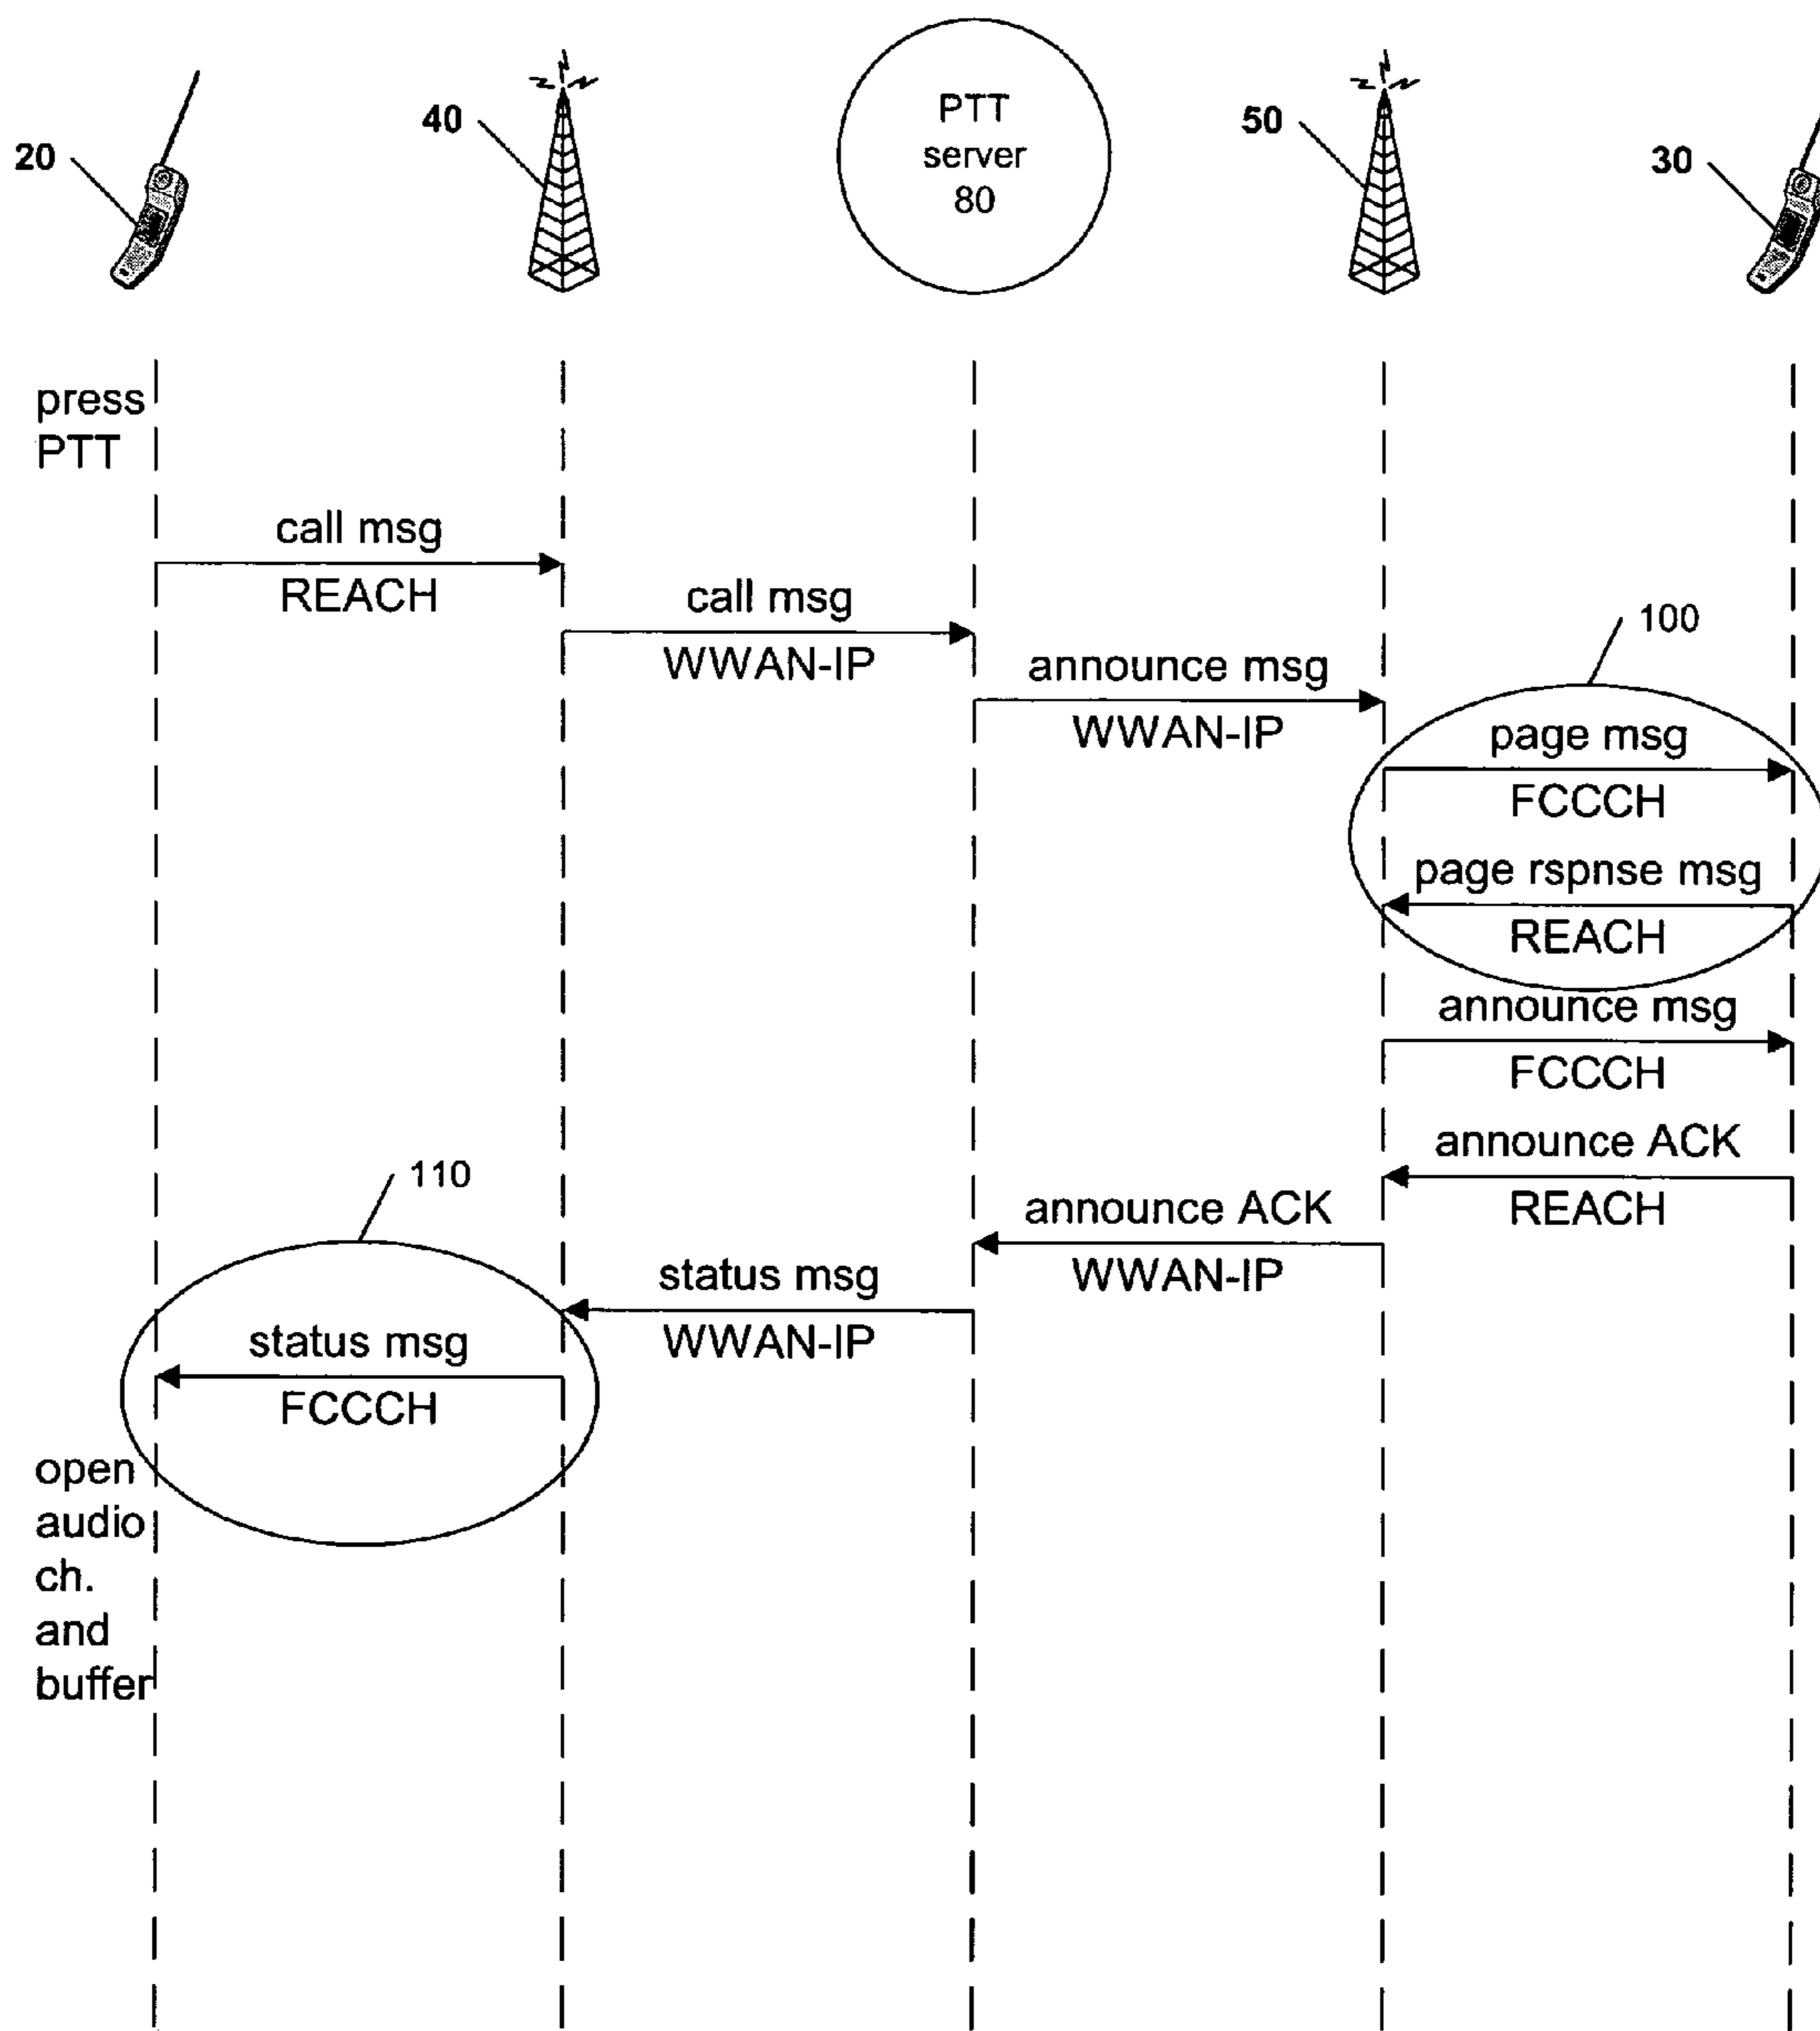 20
40
PTT
server
80
50
30
press
PTT
call msg
REACH
call msg
WWAN-IP
announce msg
WWAN-IP
100
page msg
FCCCH
page rspnse msg
REACH
announce msg
FCCCH
announce ACK
REACH
announce ACK
WWAN-IP
status msg
WWAN-IP
110
status msg
FCCCH
open
audio
ch.
and
buffer